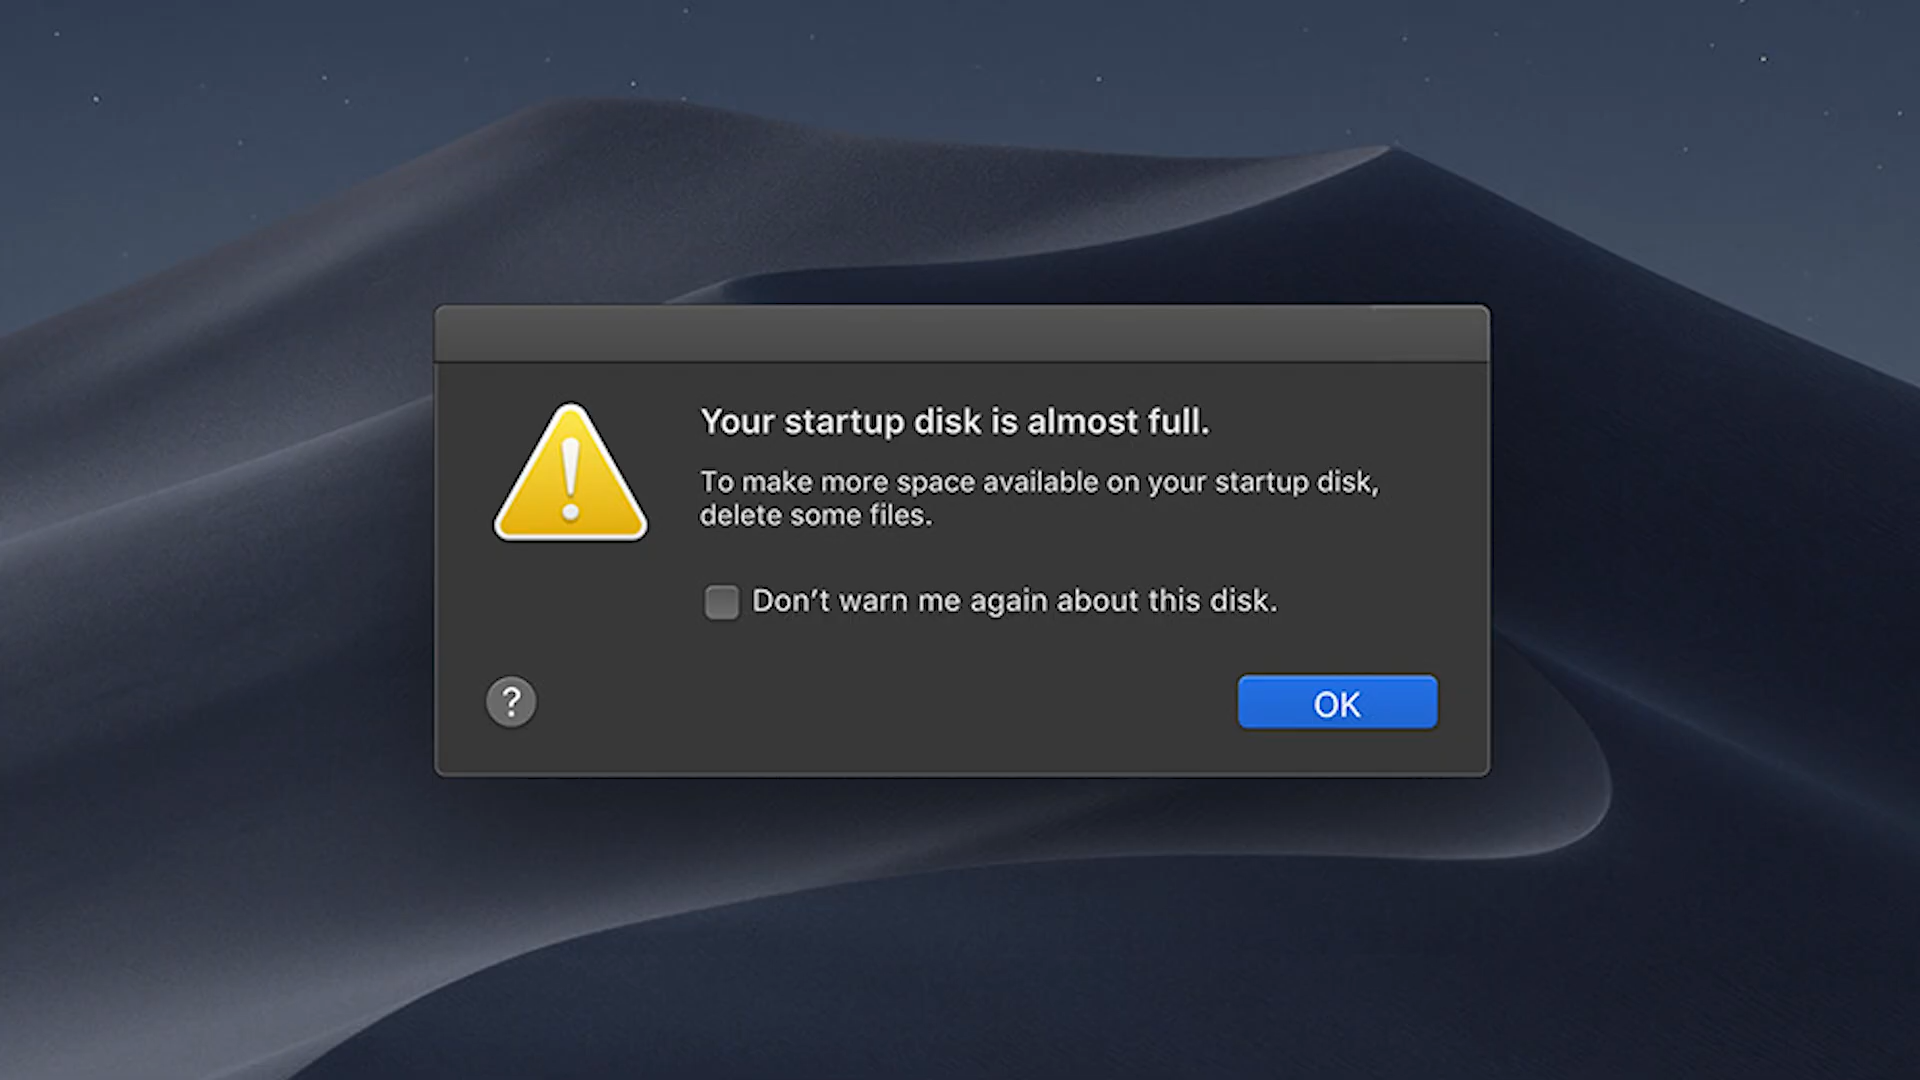 Your startup disk is almost full.
To make more space available on your startup disk,
delete some files.
Don’t warn me again about this disk.
?
OK